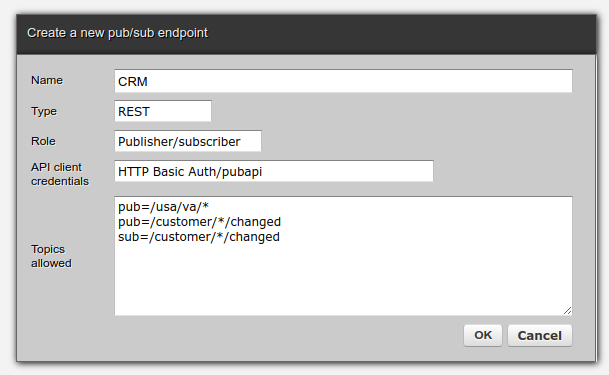 Create a new pub/sub endpoint
Name
CRM
Type
REST
Role
Publisher/subscriber
API client
credentials
HTTP Basic Auth/pubapi
Topics
allowed
pub=/usa/va/*
pub=/customer/*/changed
sub=/customer/*/changed
OK
Cancel